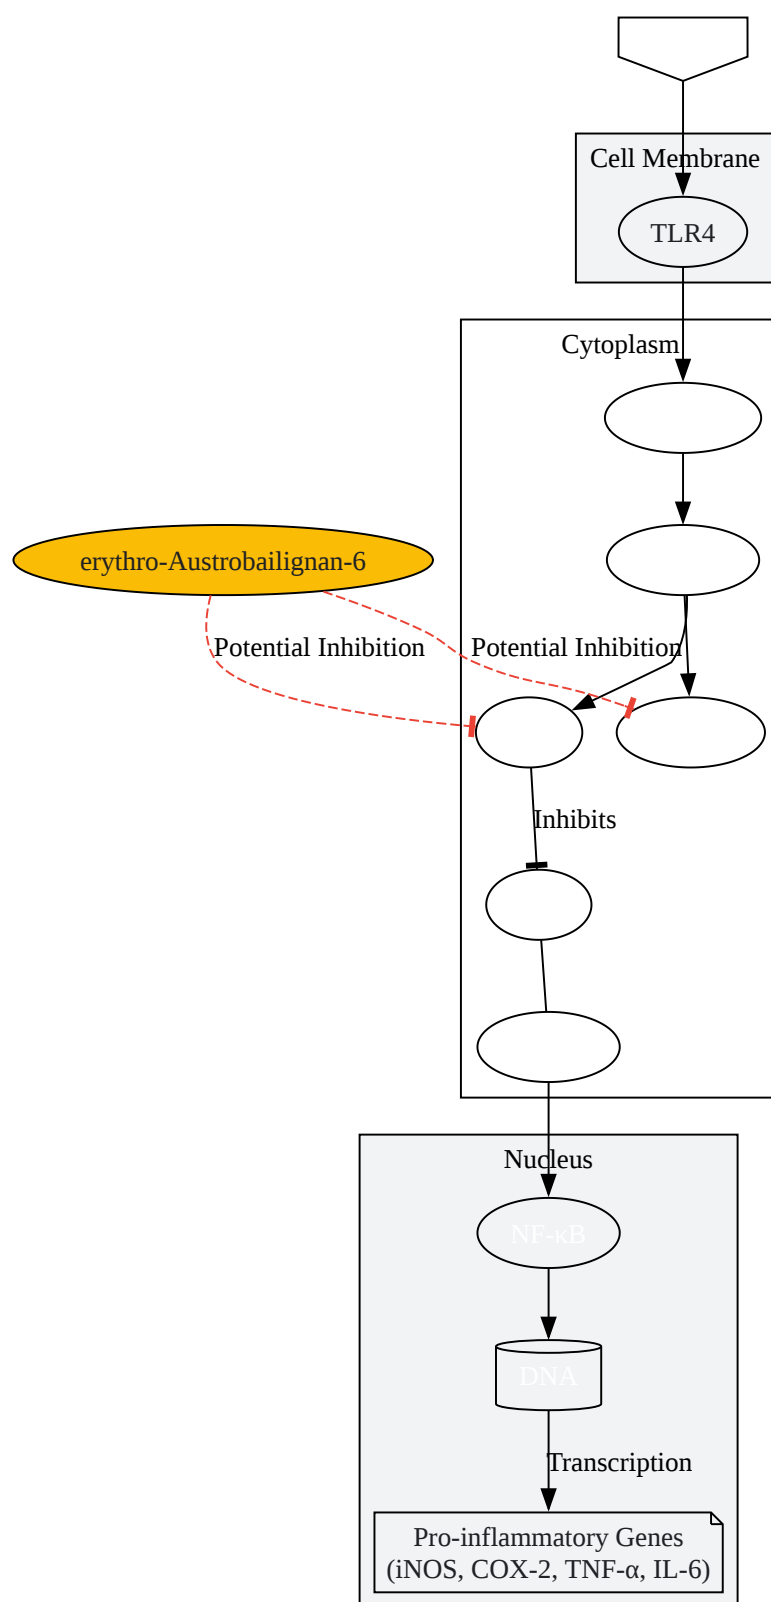 Cell Membrane
TLR4
Cytoplasm
erythro-Austrobailignan-6
Potential Inhibition
Potential Inhibition
Inhibits
Nucleus
NF-κB
DNA
Transcription
Pro-inflammatory Genes
(iNOS, COX-2, TNF-α, IL-6)